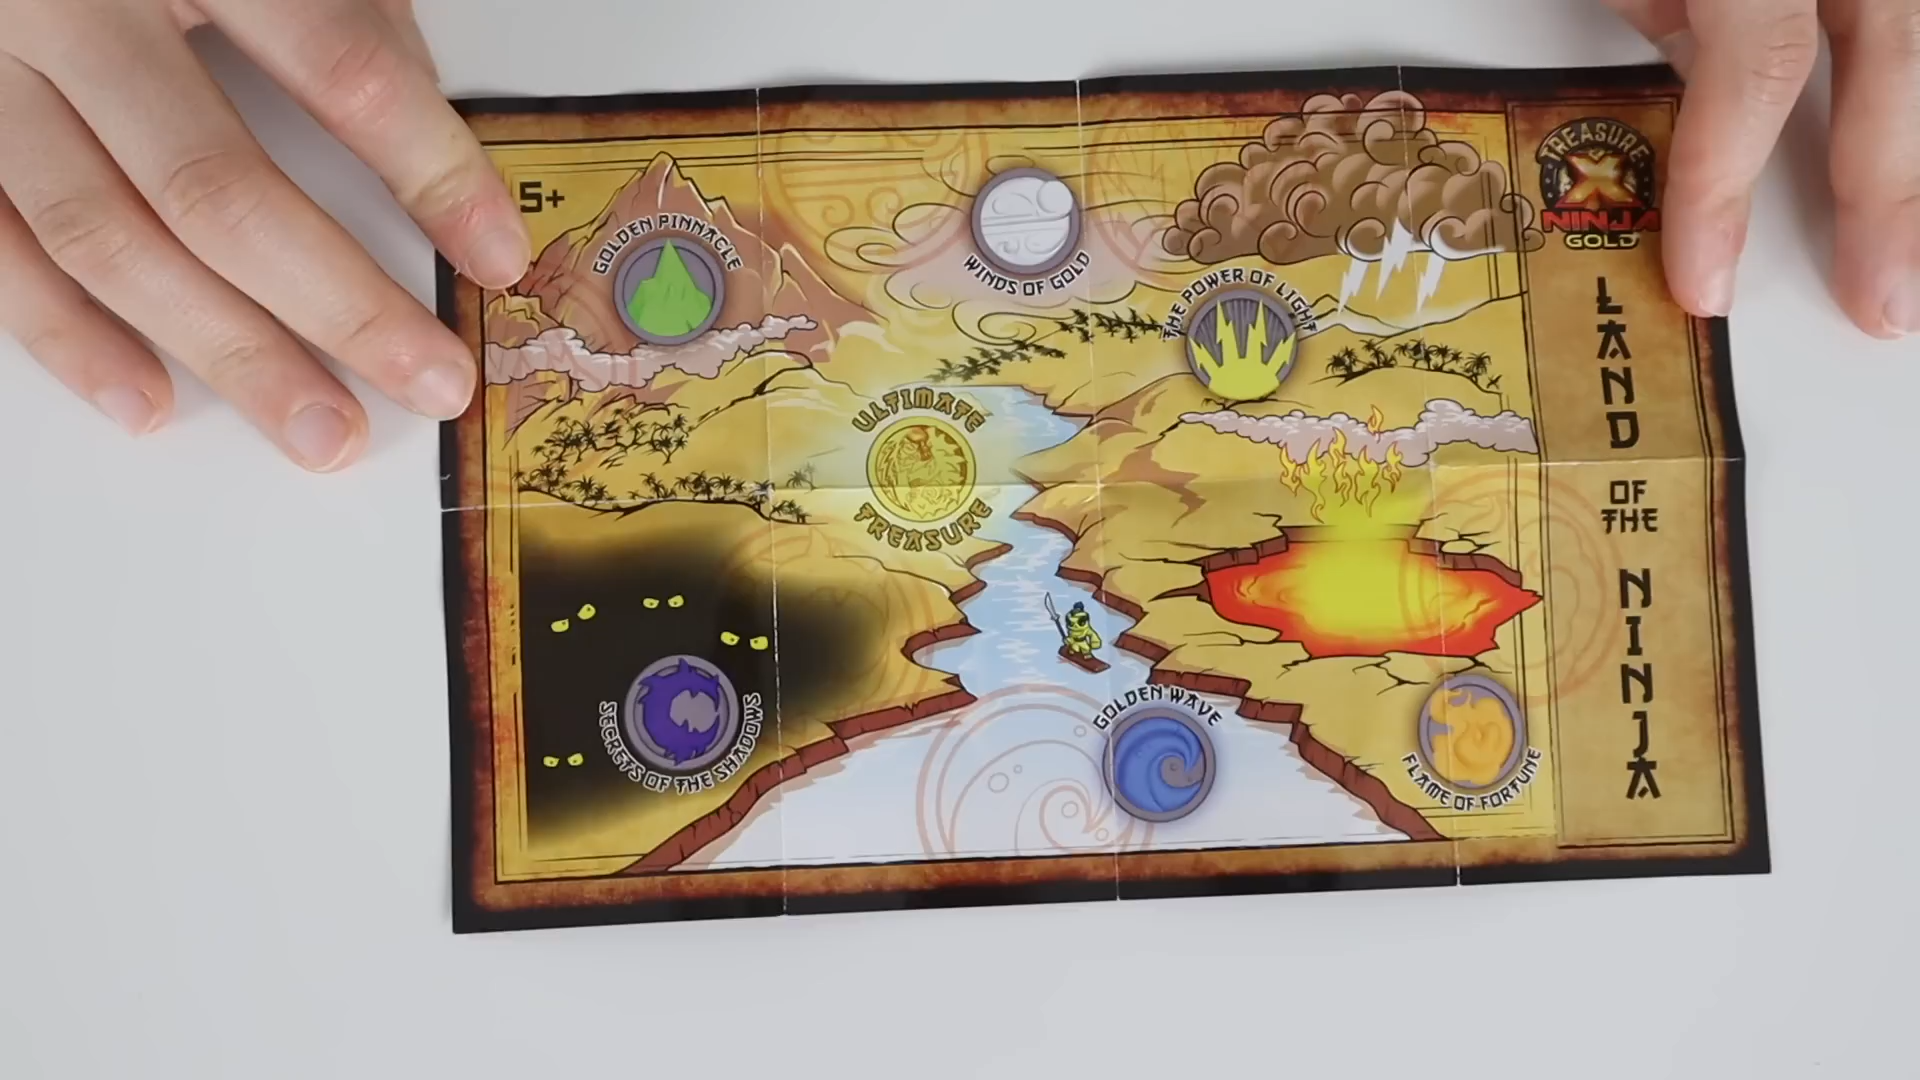 5+
GOLDEN PINNACLE
WINDS OF GOLD
THE POWER OF LIGHT
ULTIMATE
TREASURE
SECRETS OF THE SHADOWS
GOLDEN WAVE
FLAME OF FORTUNE
TREASURE
X
NINJA
GOLD
LAND
OF
THE
NINJA